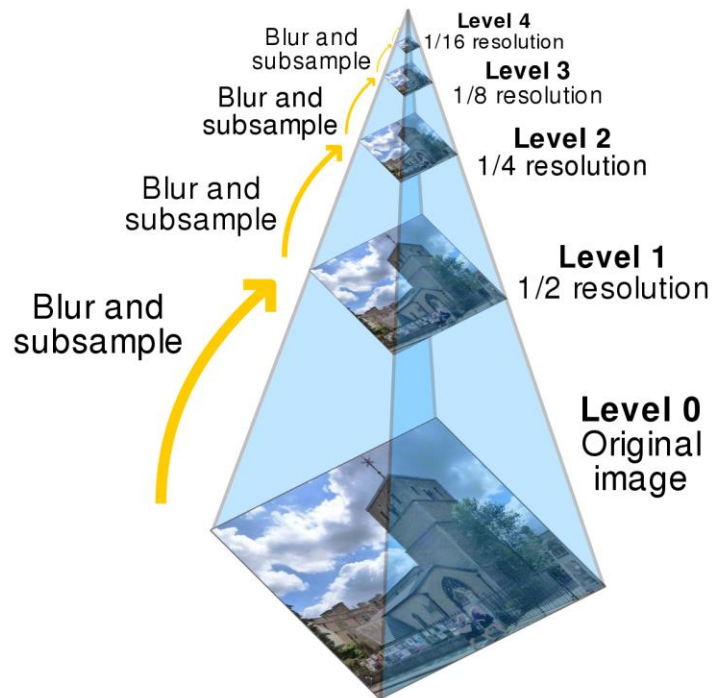 Level 4
1/16 resolution
Blur and
subsample
Level 3
1/8 resolution
Blur and
subsample
Level 2
1/4 resolution
Blur and
subsample
Level 1
1/2 resolution
Blur and
subsample
Level 0
Original
image